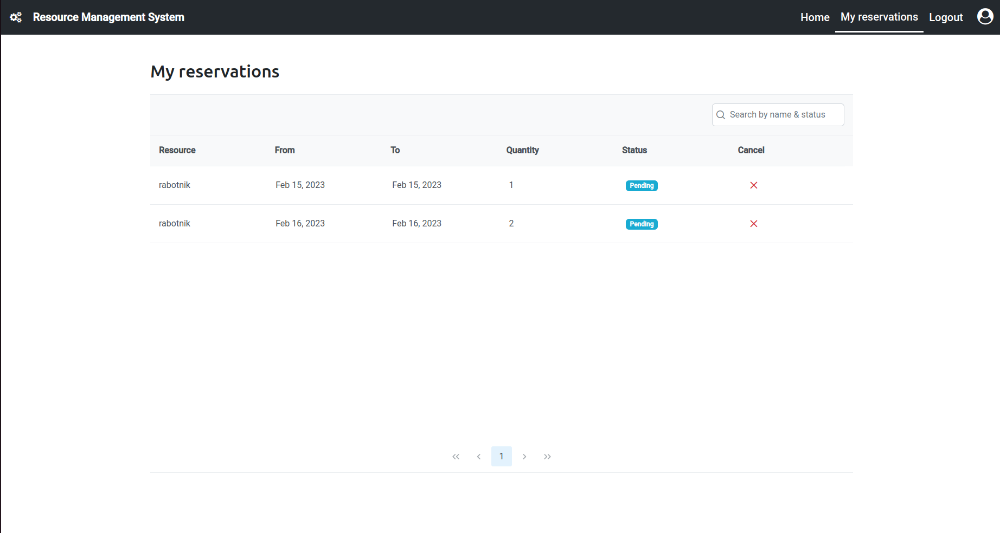 Resource Management System
Home My reservations Logout
My reservations
Search by name & status
Resource From To Quantity Status Cancel
rabotnik Feb 15, 2023 Feb 15, 2023 1 Pending
rabotnik Feb 16, 2023 Feb 16, 2023 2 Pending
1